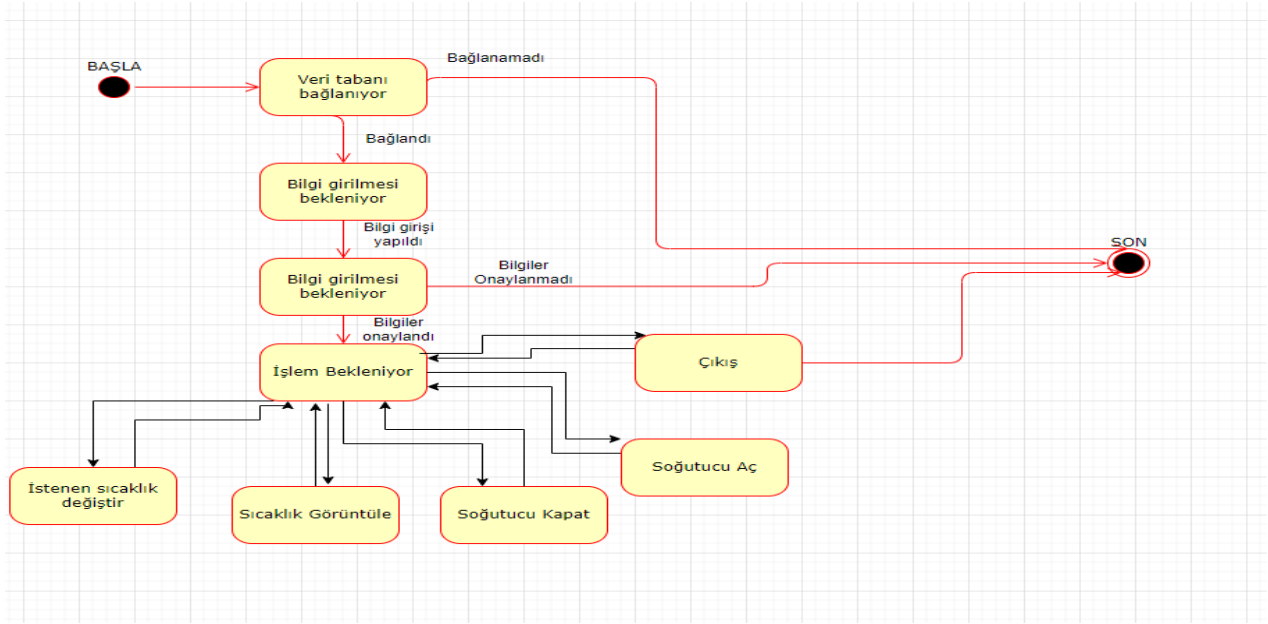 Bağlanamadı
BAŞLA
Veri tabanı
bağlanıyor
Bağlandı
Bilgi girilmesi
bekleniyor
Bilgi girişi
yapıldı
SON
Bilgi girilmesi
bekleniyor
Bilgiler
Onaylanmadı
Bilgiler
onaylandı
İşlem Bekleniyor
Çıkış
Soğutucu Aç
İstenen sıcaklık
değiştir
Sıcaklık Görüntüle
Soğutucu Kapat